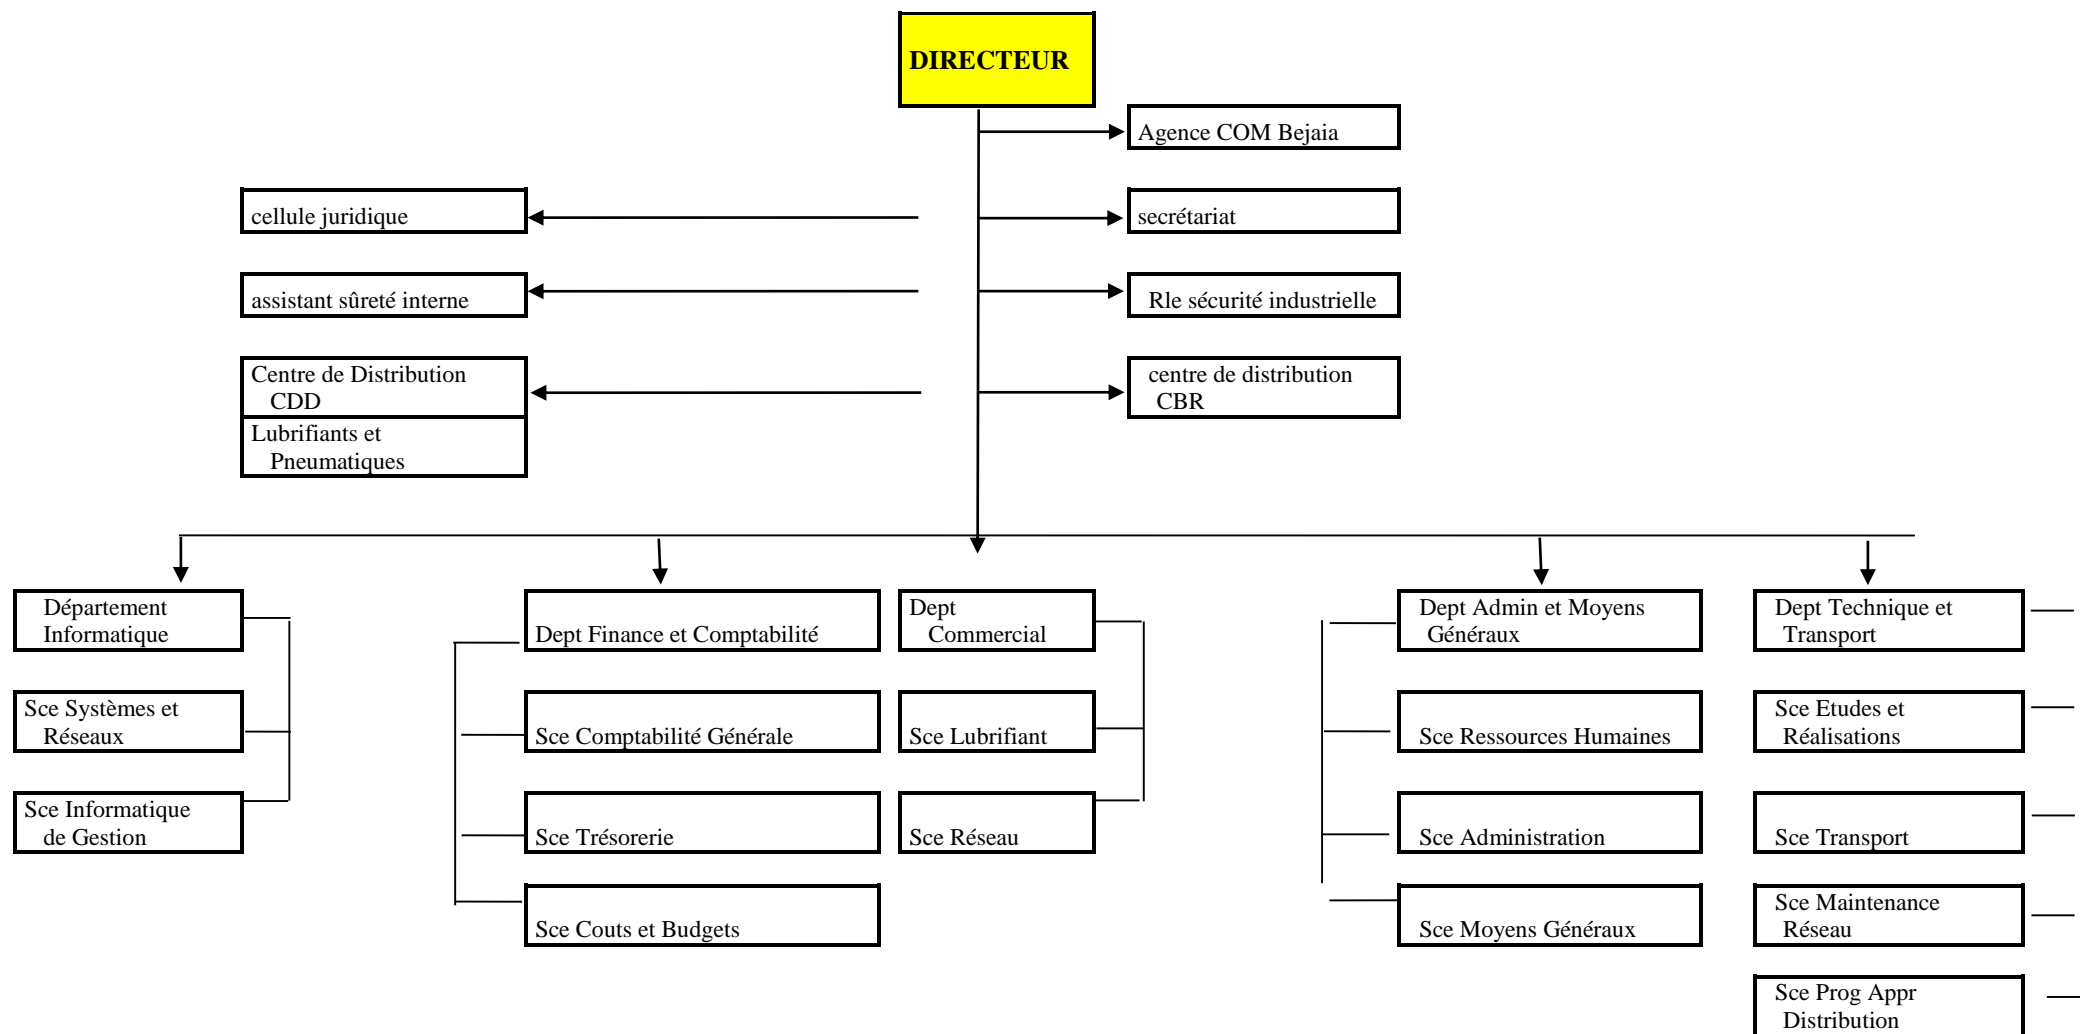 DIRECTEUR
Agence COM Bejaia
cellule juridique
secrétariat
assistant sûreté interne
Rle sécurité industrielle
Centre de Distribution
CDD
centre de distribution
CBR
Lubrifiants et
Pneumatiques
Département
Informatique
Dept Finance et Comptabilité
Dept
Commercial
Dept Admin et Moyens
Généraux
Dept Technique et
Transport
Sce Systèmes et
Réseaux
Sce Comptabilité Générale
Sce Lubrifiant
Sce Ressources Humaines
Sce Etudes et
Réalisations
Sce Informatique
de Gestion
Sce Trésorerie
Sce Réseau
Sce Administration
Sce Transport
Sce Couts et Budgets
Sce Moyens Généraux
Sce Maintenance
Réseau
Sce Prog Appr
Distribution